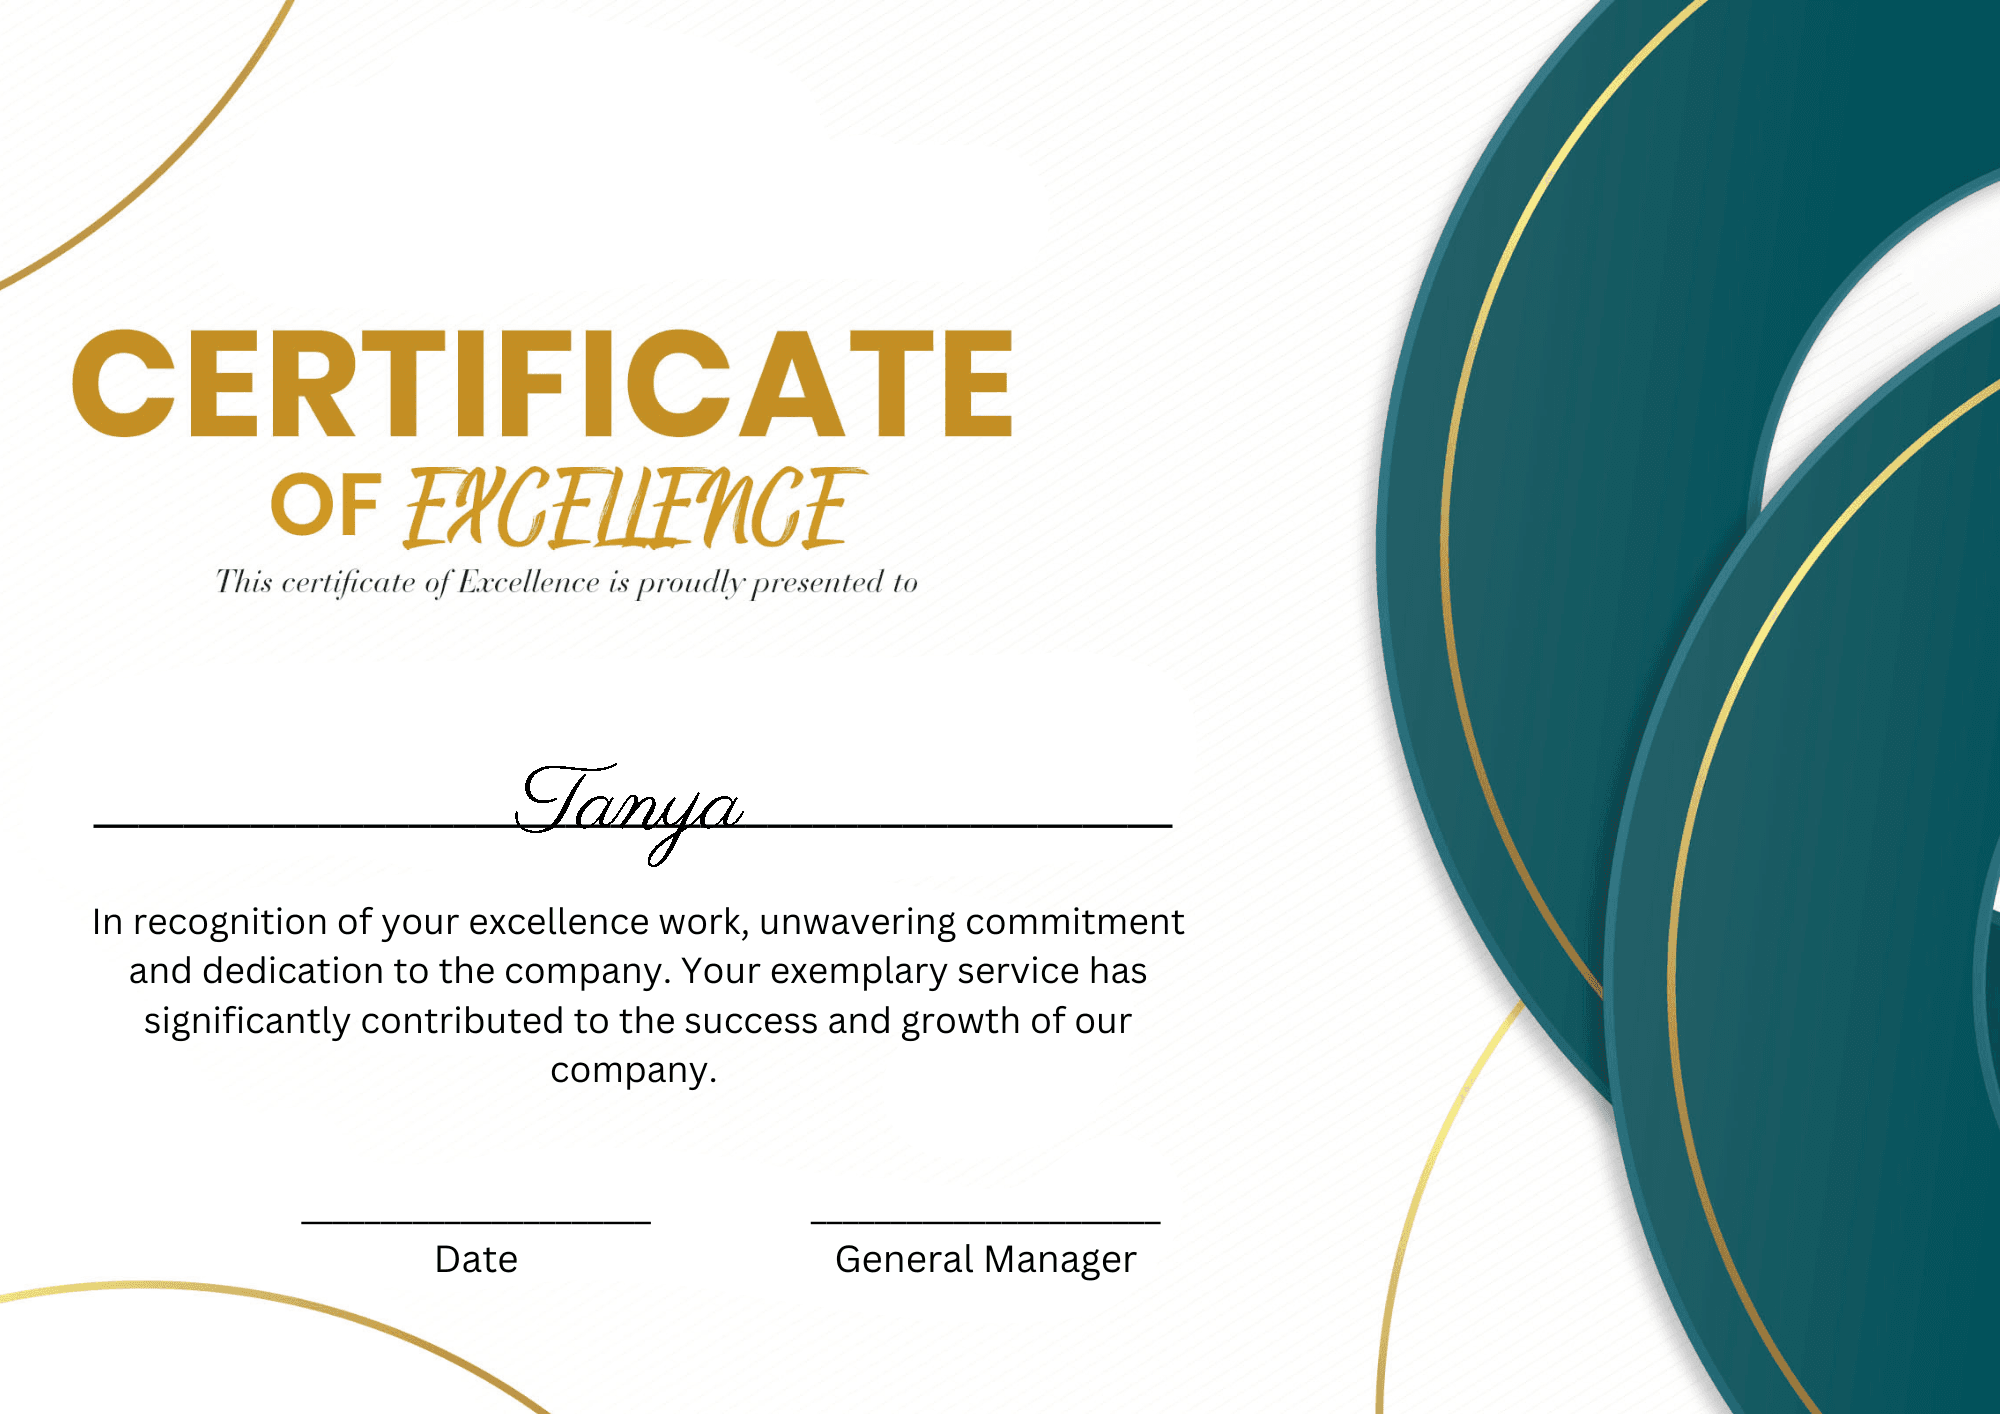 CERTIFICATE
OF EXCELLENCE
This certificate of Excellence is proudly presented to
Tanya
In recognition of your excellence work, unwavering commitment
and dedication to the company. Your exemplary service has
significantly contributed to the success and growth of our
company.
Date
General Manager